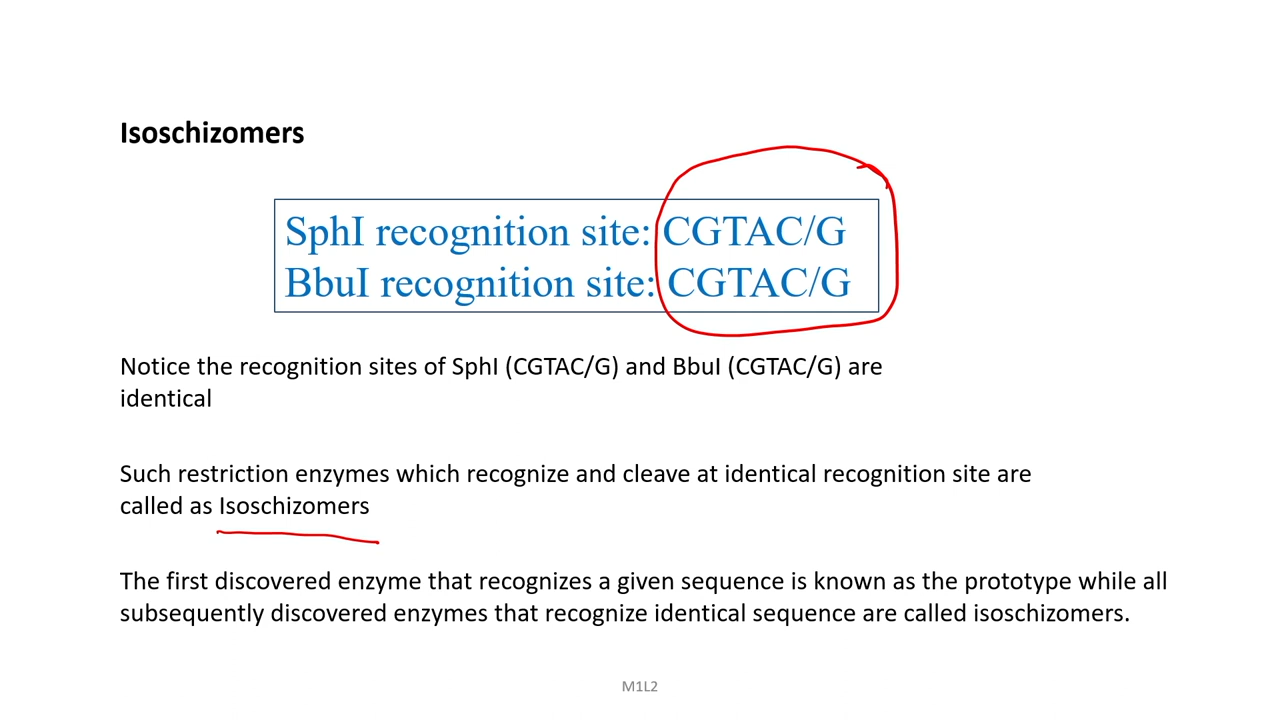 Isoschizomers
SphI recognition site: CGTAC/G
BbuI recognition site: CGTAC/G
Notice the recognition sites of SphI (CGTAC/G) and BbuI (CGTAC/G) are
identical
Such restriction enzymes which recognize and cleave at identical recognition site are
called as Isoschizomers
The first discovered enzyme that recognizes a given sequence is known as the prototype while all
subsequently discovered enzymes that recognize identical sequence are called isoschizomers.
M1L2